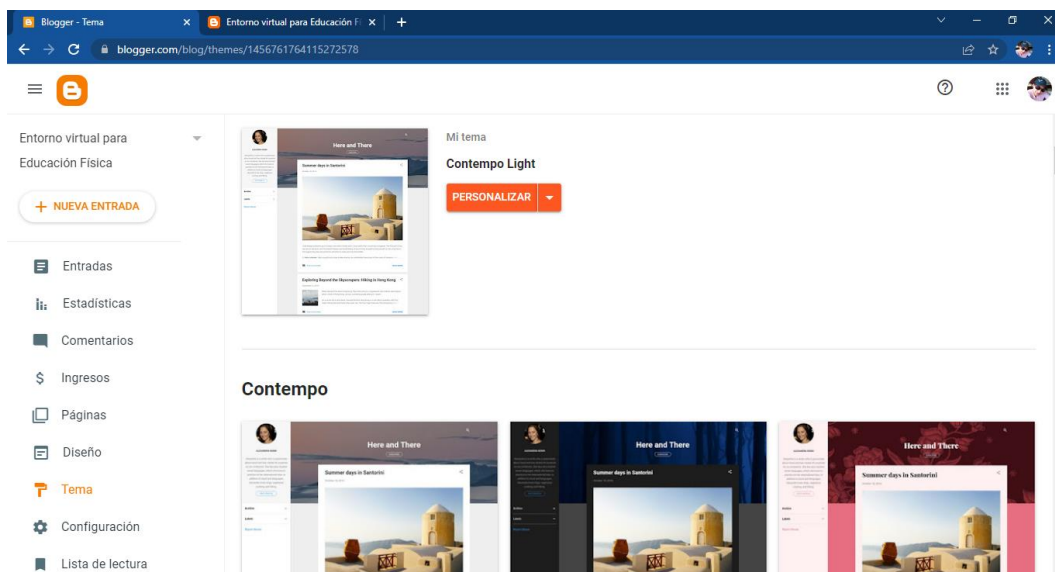 Blogger - Tema
Entorno virtual para Educación F
blogger.com/blog/themes/1456761764115272578
Entorno virtual para
Educación Física
NUEVA ENTRADA
Entradas
Estadísticas
Comentarios
Ingresos
Páginas
Diseño
Tema
Configuración
Lista de lectura
Here and There
Summer days in Santorini
Exploring Beyond the Skyscrapers: Hiking in Hong Kong
Mi tema
Contempo Light
PERSONALIZAR
Contempo
Here and There
Summer days in Santorini
Here and There
Summer days in Santorini
Here and There
Summer days in Santorini